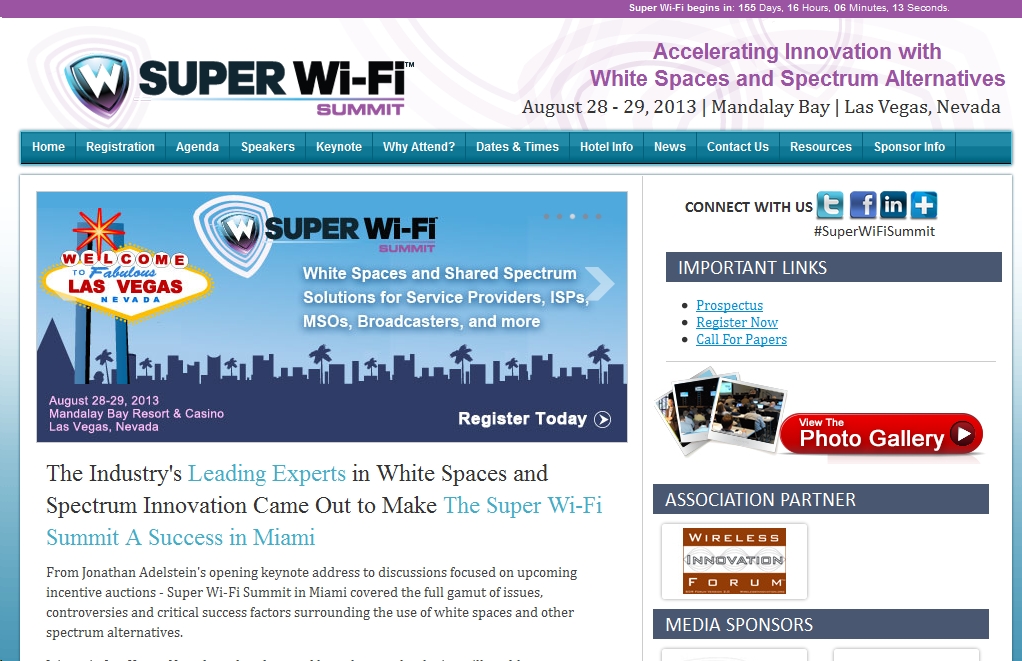 Super Wi-Fi begins in: 155 Days, 16 Hours, 06 Minutes, 13 Seconds.
W SUPER Wi-Fi™
SUMMIT
Accelerating Innovation with
White Spaces and Spectrum Alternatives
August 28 - 29, 2013 | Mandalay Bay | Las Vegas, Nevada
Home Registration Agenda Speakers Keynote Why Attend? Dates & Times Hotel Info News Contact Us Resources Sponsor Info
W SUPER Wi-Fi
SUMMIT
WELCOME
TO Fabulous
LAS VEGAS
NEVADA
White Spaces and Shared Spectrum
Solutions for Service Providers, ISPs,
MSOs, Broadcasters, and more
August 28-29, 2013
Mandalay Bay Resort & Casino
Las Vegas, Nevada
Register Today
The Industry's Leading Experts in White Spaces and
Spectrum Innovation Came Out to Make The Super Wi-Fi
Summit A Success in Miami
From Jonathan Adelstein's opening keynote address to discussions focused on upcoming
incentive auctions - Super Wi-Fi Summit in Miami covered the full gamut of issues,
controversies and critical success factors surrounding the use of white spaces and other
spectrum alternatives.
CONNECT WITH US
#SuperWiFiSummit
IMPORTANT LINKS
Prospectus
Register Now
Call For Papers
View The
Photo Gallery
ASSOCIATION PARTNER
WIRELESS
INNOVATION
FORUM
MEDIA SPONSORS